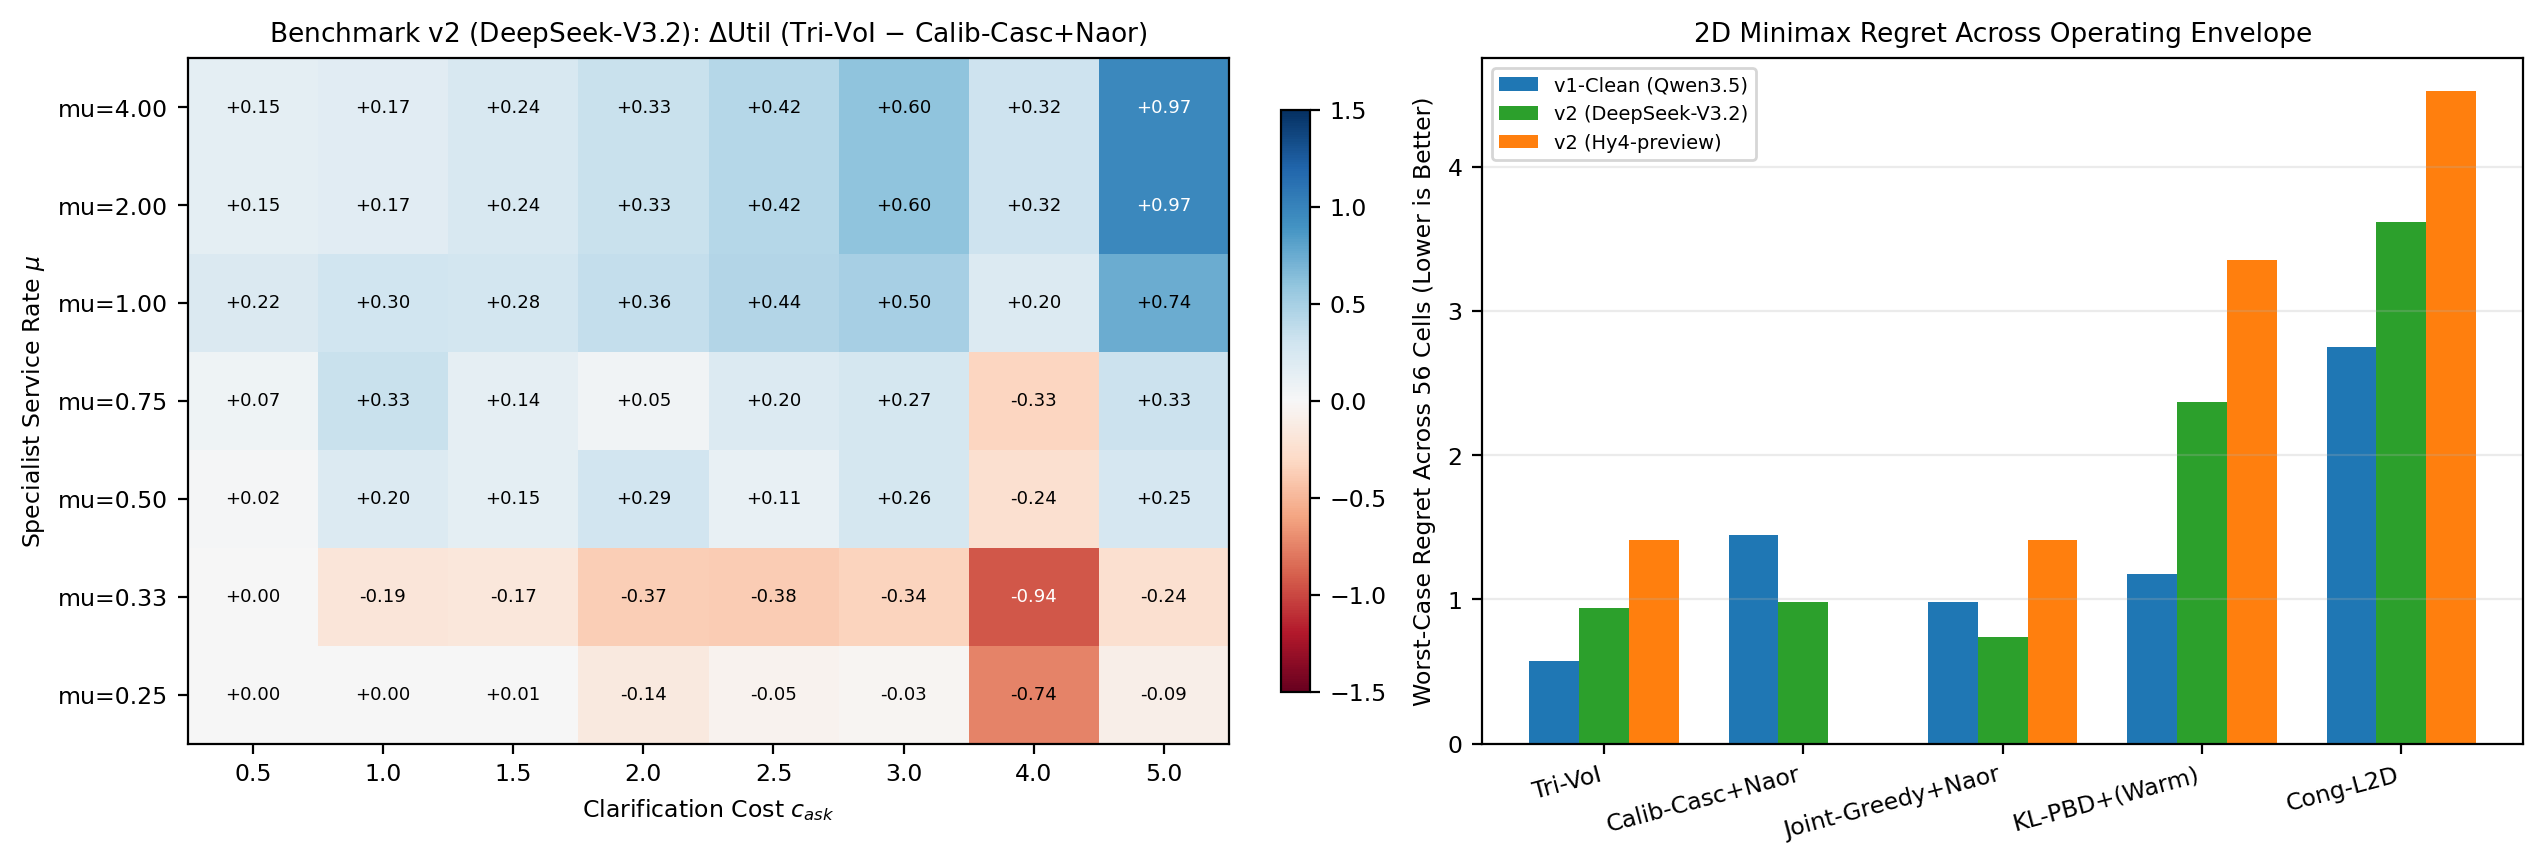 Benchmark v2 (DeepSeek-V3.2): ΔUtil (Tri-VoI − Calib-Casc+Naor)
Specialist Service Rate μ
mu=4.00 +0.15 +0.17 +0.24 +0.33 +0.42 +0.60 +0.32 +0.97
mu=2.00 +0.15 +0.17 +0.24 +0.33 +0.42 +0.60 +0.32 +0.97
mu=1.00 +0.22 +0.30 +0.28 +0.36 +0.44 +0.50 +0.20 +0.74
mu=0.75 +0.07 +0.33 +0.14 +0.05 +0.20 +0.27 -0.33 +0.33
mu=0.50 +0.02 +0.20 +0.15 +0.29 +0.11 +0.26 -0.24 +0.25
mu=0.33 +0.00 -0.19 -0.17 -0.37 -0.38 -0.34 -0.94 -0.24
mu=0.25 +0.00 +0.00 +0.01 -0.14 -0.05 -0.03 -0.74 -0.09
0.5 1.0 1.5 2.0 2.5 3.0 4.0 5.0
Clarification Cost c_ask
1.5
1.0
0.5
0.0
−0.5
−1.0
−1.5
2D Minimax Regret Across Operating Envelope
v1-Clean (Qwen3.5)
v2 (DeepSeek-V3.2)
v2 (Hy4-preview)
Worst-Case Regret Across 56 Cells (Lower is Better)
4
3
2
1
0
Tri-VoI
Calib-Casc+Naor
Joint-Greedy+Naor
KL-PBD+(Warm)
Cong-L2D